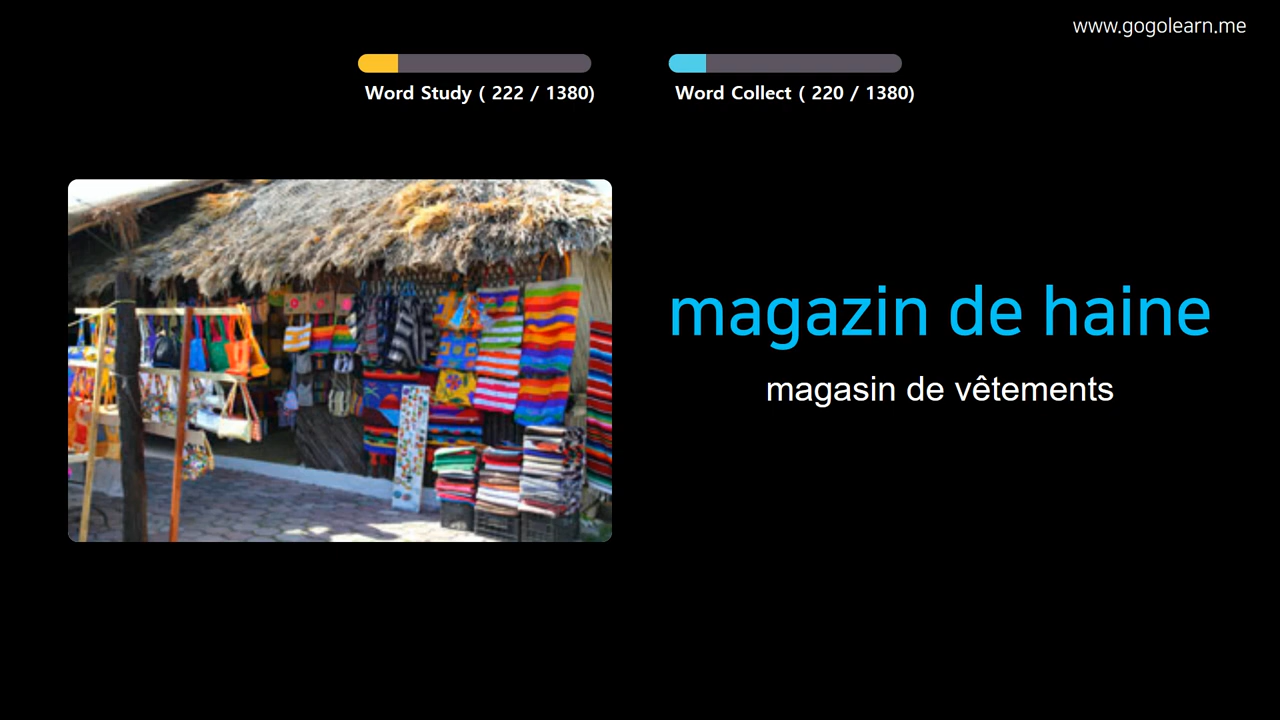 www.gogolearn.me
Word Study ( 222 / 1380)
Word Collect ( 220 / 1380)
magazin de haine
magasin de vêtements